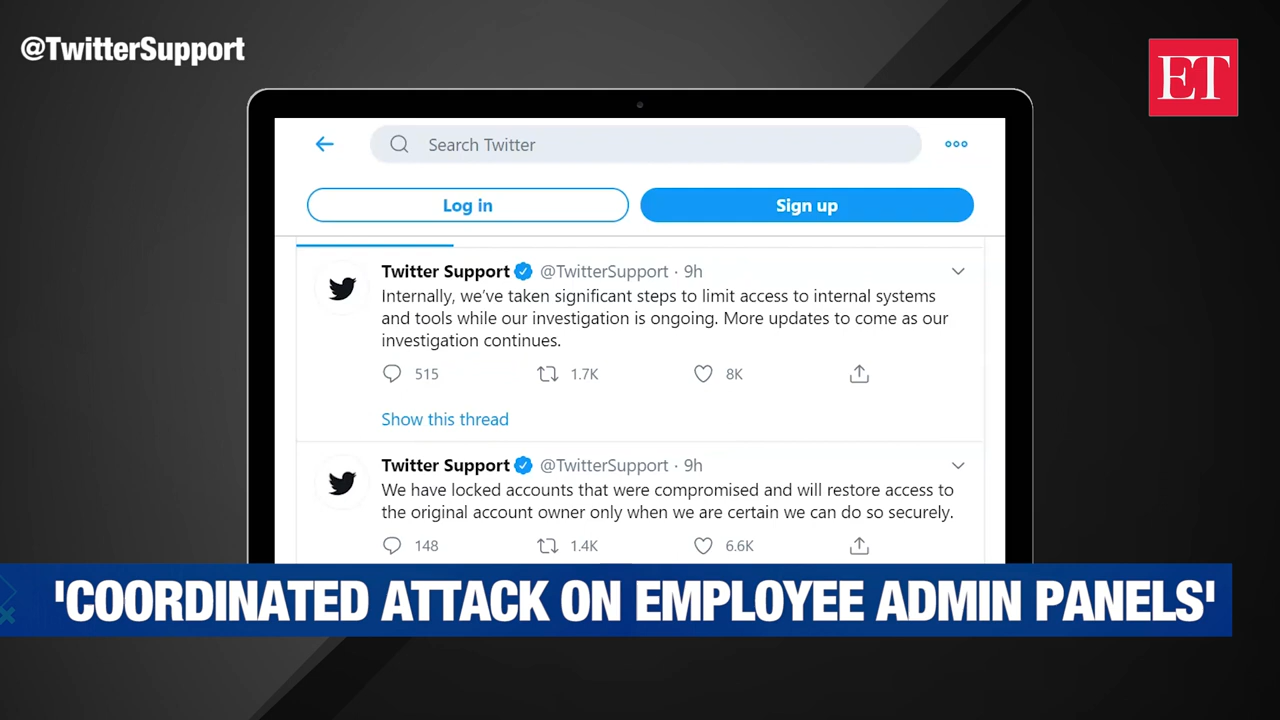 @TwitterSupport
ET
Search Twitter
Log in
Sign up
Twitter Support @TwitterSupport · 9h
Internally, we've taken significant steps to limit access to internal systems
and tools while our investigation is ongoing. More updates to come as our
investigation continues.
515 1.7K 8K
Show this thread
Twitter Support @TwitterSupport · 9h
We have locked accounts that were compromised and will restore access to
the original account owner only when we are certain we can do so securely.
148 1.4K 6.6K
'COORDINATED ATTACK ON EMPLOYEE ADMIN PANELS'